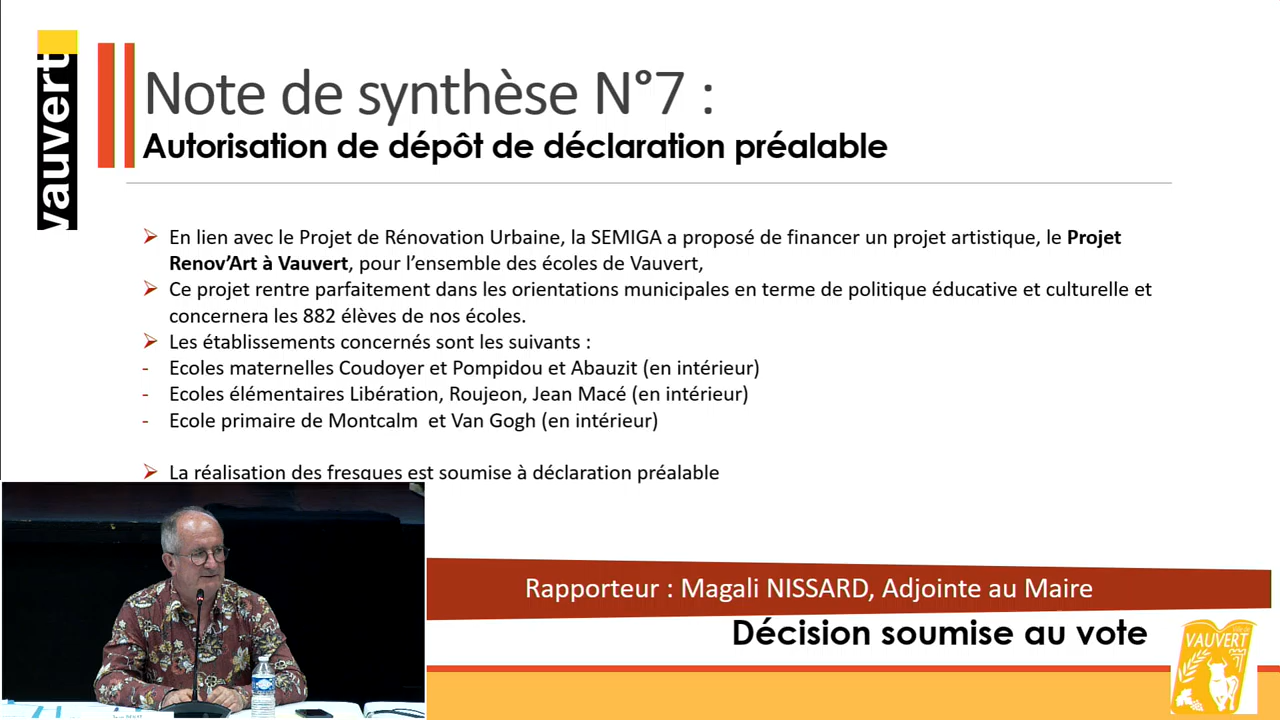 vauvert
Note de synthèse N°7 :
Autorisation de dépôt de déclaration préalable
➢ En lien avec le Projet de Rénovation Urbaine, la SEMIGA a proposé de financer un projet artistique, le Projet
Renov’Art à Vauvert, pour l’ensemble des écoles de Vauvert,
➢ Ce projet rentre parfaitement dans les orientations municipales en terme de politique éducative et culturelle et
concernera les 882 élèves de nos écoles.
➢ Les établissements concernés sont les suivants :
- Ecoles maternelles Coudoyer et Pompidou et Abauzit (en intérieur)
- Ecoles élémentaires Libération, Roujeon, Jean Macé (en intérieur)
- Ecole primaire de Montcalm et Van Gogh (en intérieur)
➢ La réalisation des fresques est soumise à déclaration préalable
Rapporteur : Magali NISSARD, Adjointe au Maire
Décision soumise au vote
VAUVERT